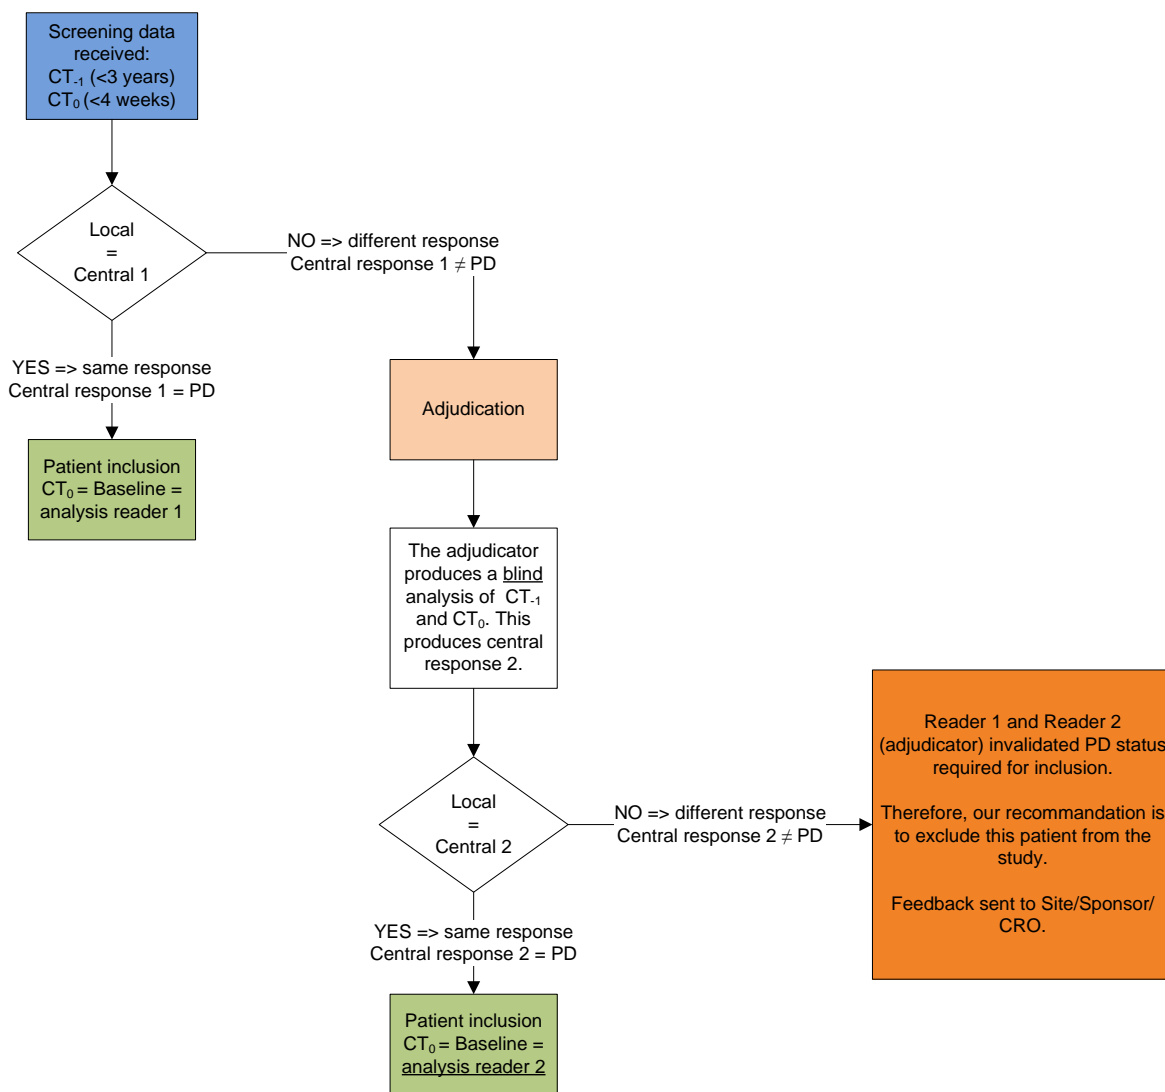 Screening data
received:
CT₋₁ (<3 years)
CT₀ (<4 weeks)
Local
=
Central 1
NO => different response
Central response 1 ≠ PD
YES => same response
Central response 1 = PD
Adjudication
Patient inclusion
CT₀ = Baseline =
analysis reader 1
The adjudicator
produces a blind
analysis of CT₋₁
and CT₀. This
produces central
response 2.
Reader 1 and Reader 2
(adjudicator) invalidated PD status
required for inclusion.
Therefore, our recommandation is
to exclude this patient from the
study.
Feedback sent to Site/Sponsor/
CRO.
Local
=
Central 2
NO => different response
Central response 2 ≠ PD
YES => same response
Central response 2 = PD
Patient inclusion
CT₀ = Baseline =
analysis reader 2